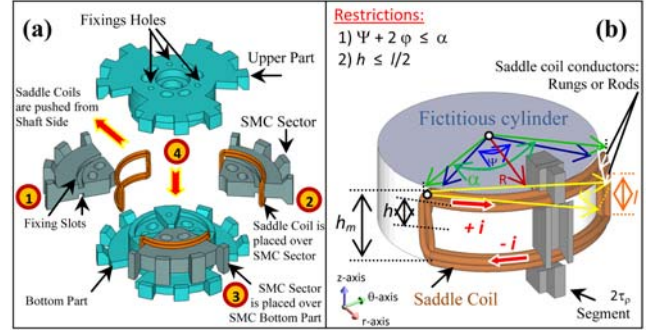 (a)
Fixings Holes
Upper Part
Saddle Coils
are pushed from
Shaft Side
SMC Sector
4
1
2
Fixing Slots
Saddle Coil is
placed over
SMC Sector
Bottom Part
3
SMC Sector
is placed over
SMC Bottom Part
Restrictions:
1) Ψ + 2 φ ≤ α
2) h ≤ l/2
(b)
Saddle coil conductors:
Rungs or Rods
Fictitious cylinder
Ψ
α
R
l
h
hm
+ i
- i
z-axis
θ-axis
r-axis
Saddle Coil
2τρ
Segment